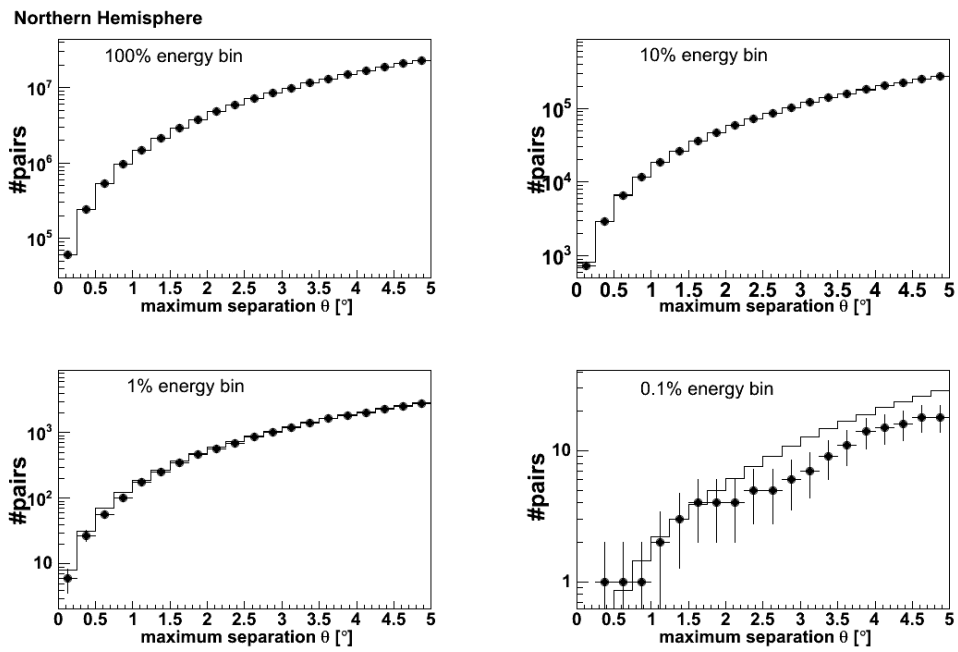 Northern Hemisphere
100% energy bin
#pairs
10^7
10^6
10^5
0 0.5 1 1.5 2 2.5 3 3.5 4 4.5 5
maximum separation θ [°]
10% energy bin
#pairs
10^5
10^4
10^3
0 0.5 1 1.5 2 2.5 3 3.5 4 4.5 5
maximum separation θ [°]
1% energy bin
#pairs
10^3
10^2
10
0 0.5 1 1.5 2 2.5 3 3.5 4 4.5 5
maximum separation θ [°]
0.1% energy bin
#pairs
10
1
0 0.5 1 1.5 2 2.5 3 3.5 4 4.5 5
maximum separation θ [°]